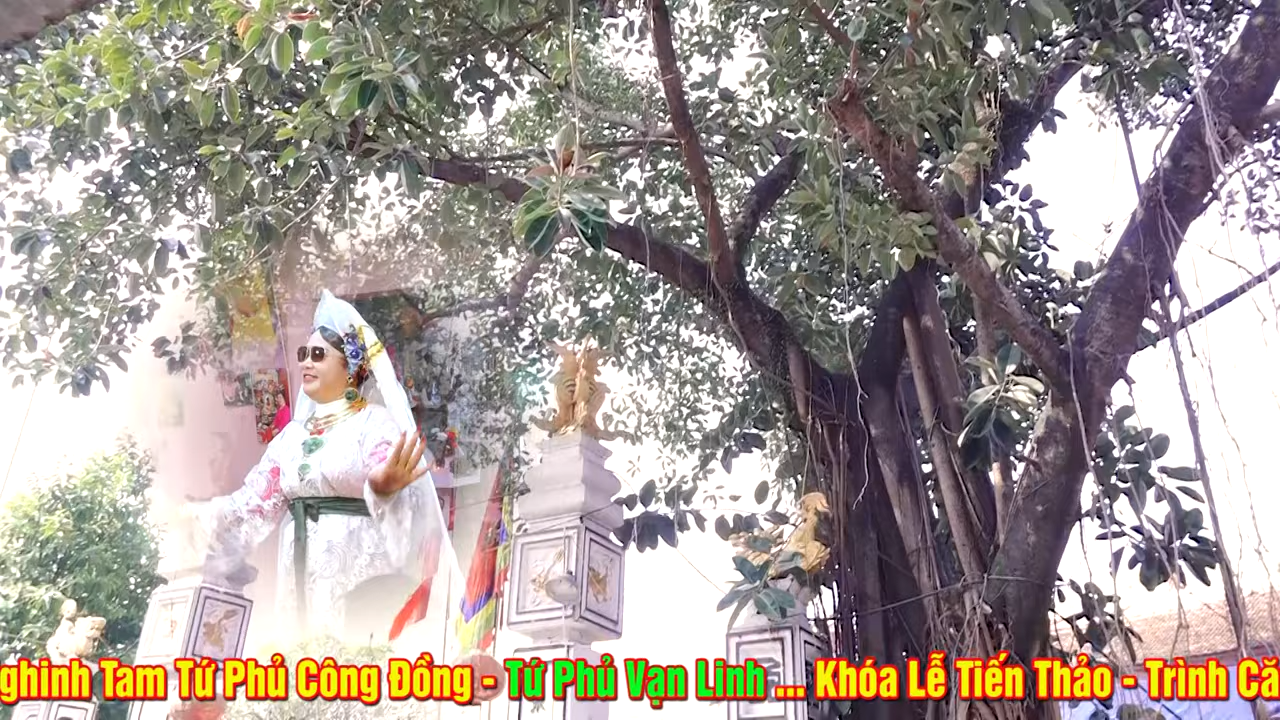 ghinh Tam Tứ Phủ Công Đồng - Tứ Phủ Vạn Linh ... Khóa Lễ Tiến Thảo - Trình Că